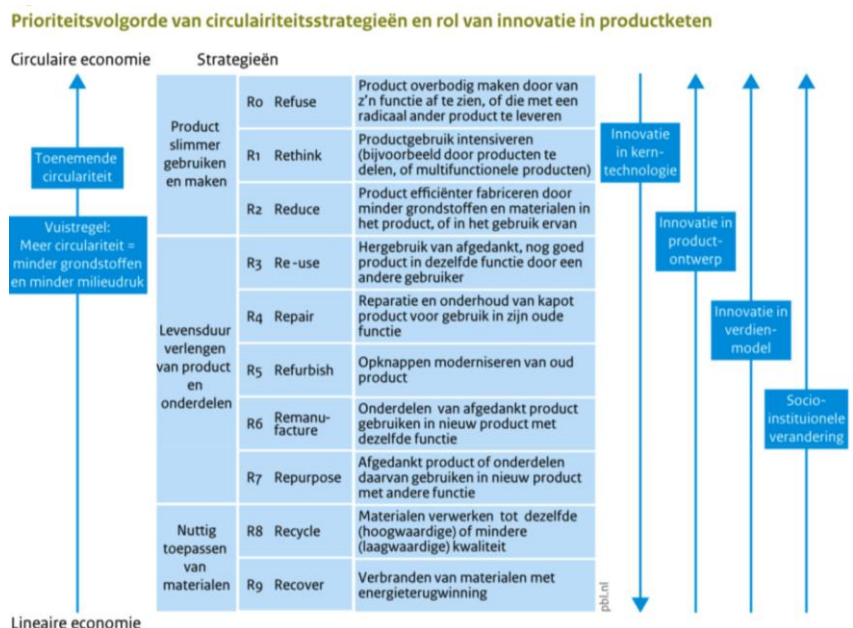 Prioriteitsvolgorde van circulairiteitsstrategieën en rol van innovatie in productketen
Circulaire economie
Strategieën
Toenemende
circulariteit
Vuistregel:
Meer circulariteit =
minder grondstoffen
en minder milieudruk
Lineaire economie
Product
slimmer
gebruiken
en maken
R0 Refuse
Product overbodig maken door van
z'n functie af te zien, of die met een
radicaal ander product te leveren
R1 Rethink
Productgebruik intensiveren
(bijvoorbeeld door producten te
delen, of multifunctionele producten)
R2 Reduce
Product efficiënter fabriceren door
minder grondstoffen en materialen in
het product, of in het gebruik ervan
Levensduur
verlengen
van product
en
onderdelen
R3 Re-use
Hergebruik van afgedankt, nog goed
product in dezelfde functie door een
andere gebruiker
R4 Repair
Reparatie en onderhoud van kapot
product voor gebruik in zijn oude
functie
R5 Refurbish
Opknappen moderniseren van oud
product
R6 Remanu-
facture
Onderdelen van afgedankt product
gebruiken in nieuw product met
dezelfde functie
R7 Repurpose
Afgedankt product of onderdelen
daarvan gebruiken in nieuw product
met andere functie
Nuttig
toepassen
van
materialen
R8 Recycle
Materialen verwerken tot dezelfde
(hoogwaardige) of mindere
(laagwaardige) kwaliteit
R9 Recover
Verbranden van materialen met
energieterugwinning
pbl.nl
Innovatie
in kern-
technologie
Innovatie in
product-
ontwerp
Innovatie in
verdien-
model
Socio-
instituionele
verandering